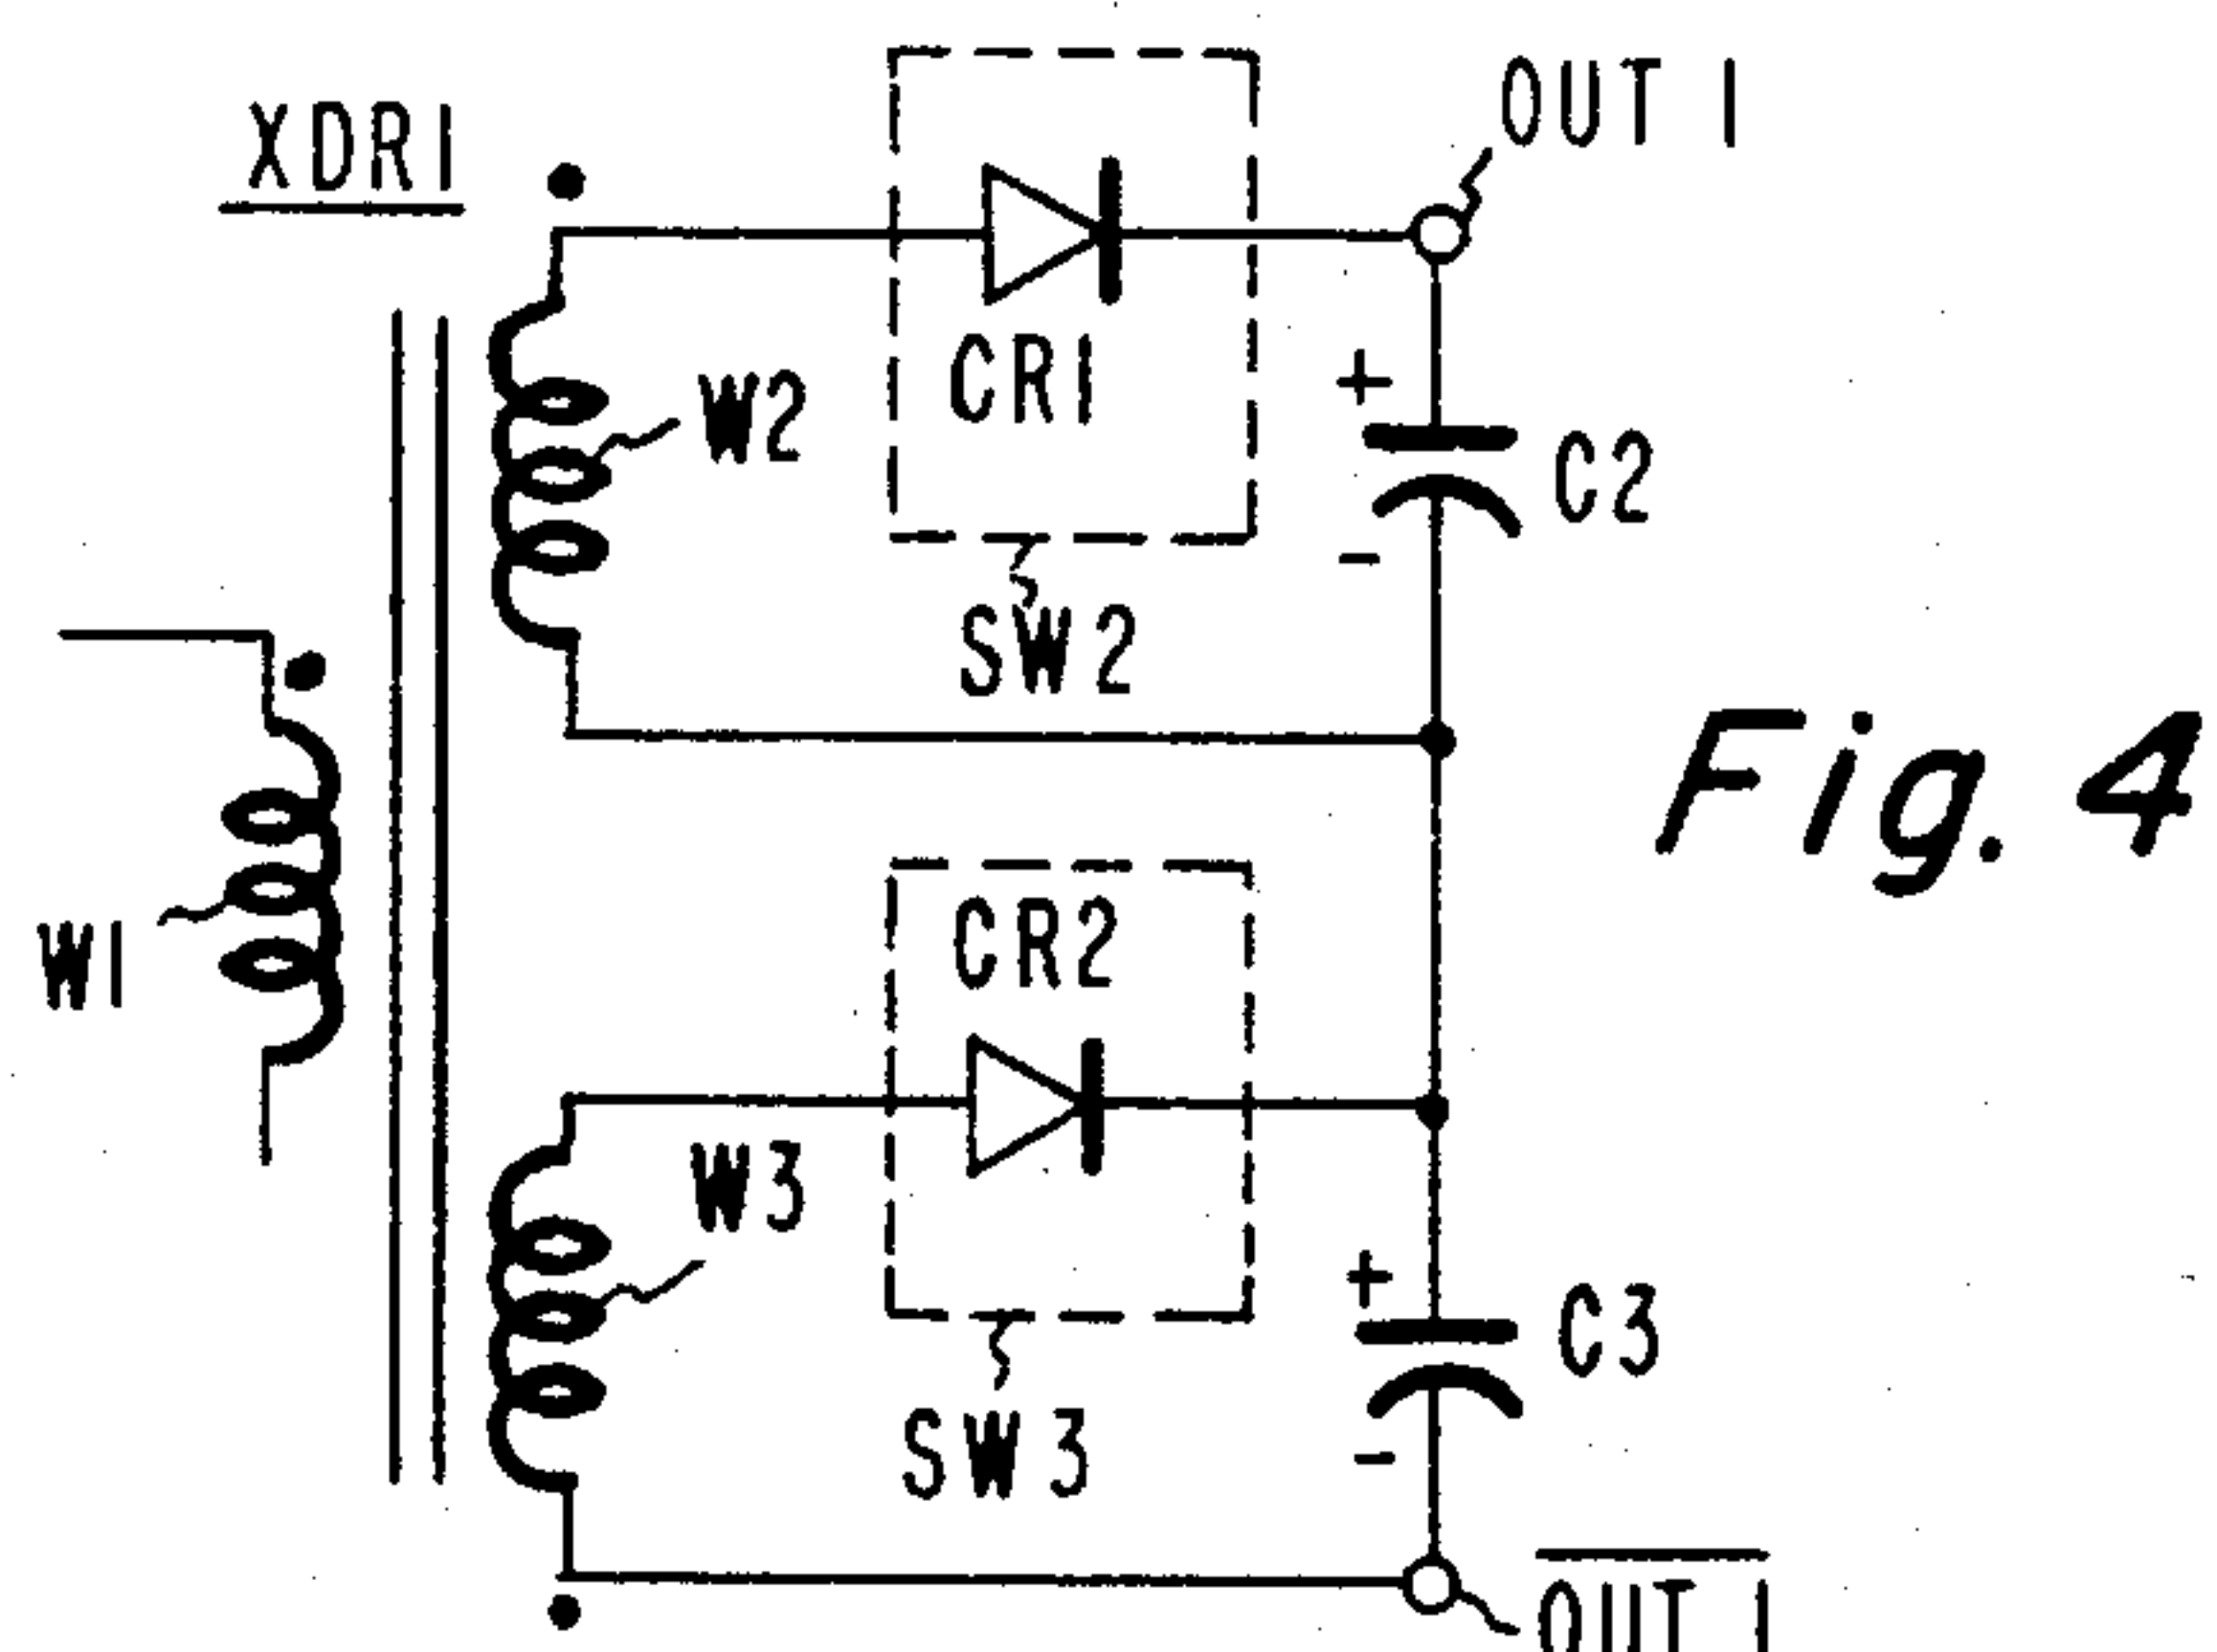 XDR1
OUT 1
CR1
W2
+
C2
-
SW2
Fig. 4
CR2
W1
W3
+
C3
-
SW3
OUT 1